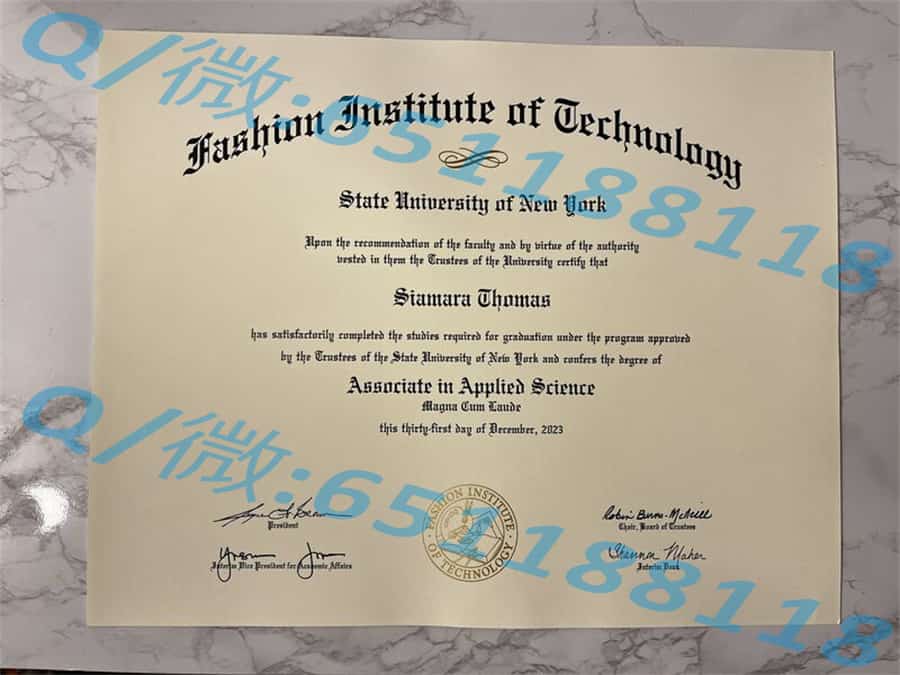 Fashion Institute of Technology
State University of New York
Upon the recommendation of the faculty and by virtue of the authority
vested in them the Trustees of the University certify that
Siamara Thomas
has satisfactorily completed the studies required for graduation under the program approved
by the Trustees of the State University of New York and confers the degree of
Associate in Applied Science
Magna Cum Laude
this thirty-first day of December, 2023
President
Interim Vice President for Academic Affairs
FASHION INSTITUTE
OF TECHNOLOGY
Robin Burns-McNeill
Chair, Board of Trustees
Shannon Maher
Interim Dean
Q/微:65118811 8
Q/微:65118811 8